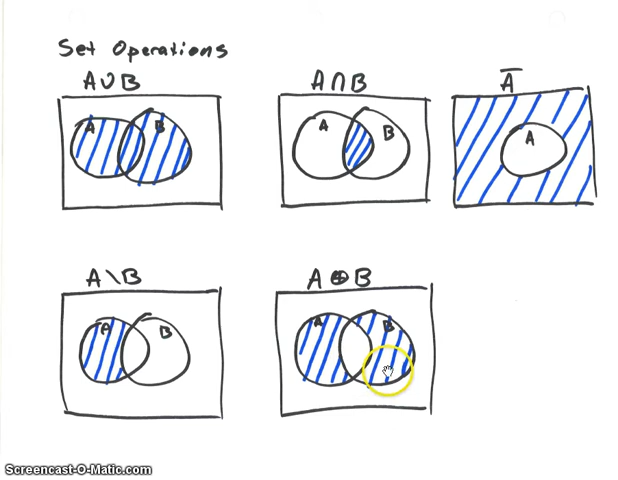 Set Operations
A∪B
A B
A∩B
A B
A̅
A
A\B
A B
A⊕B
A B
Screencast-O-Matic.com